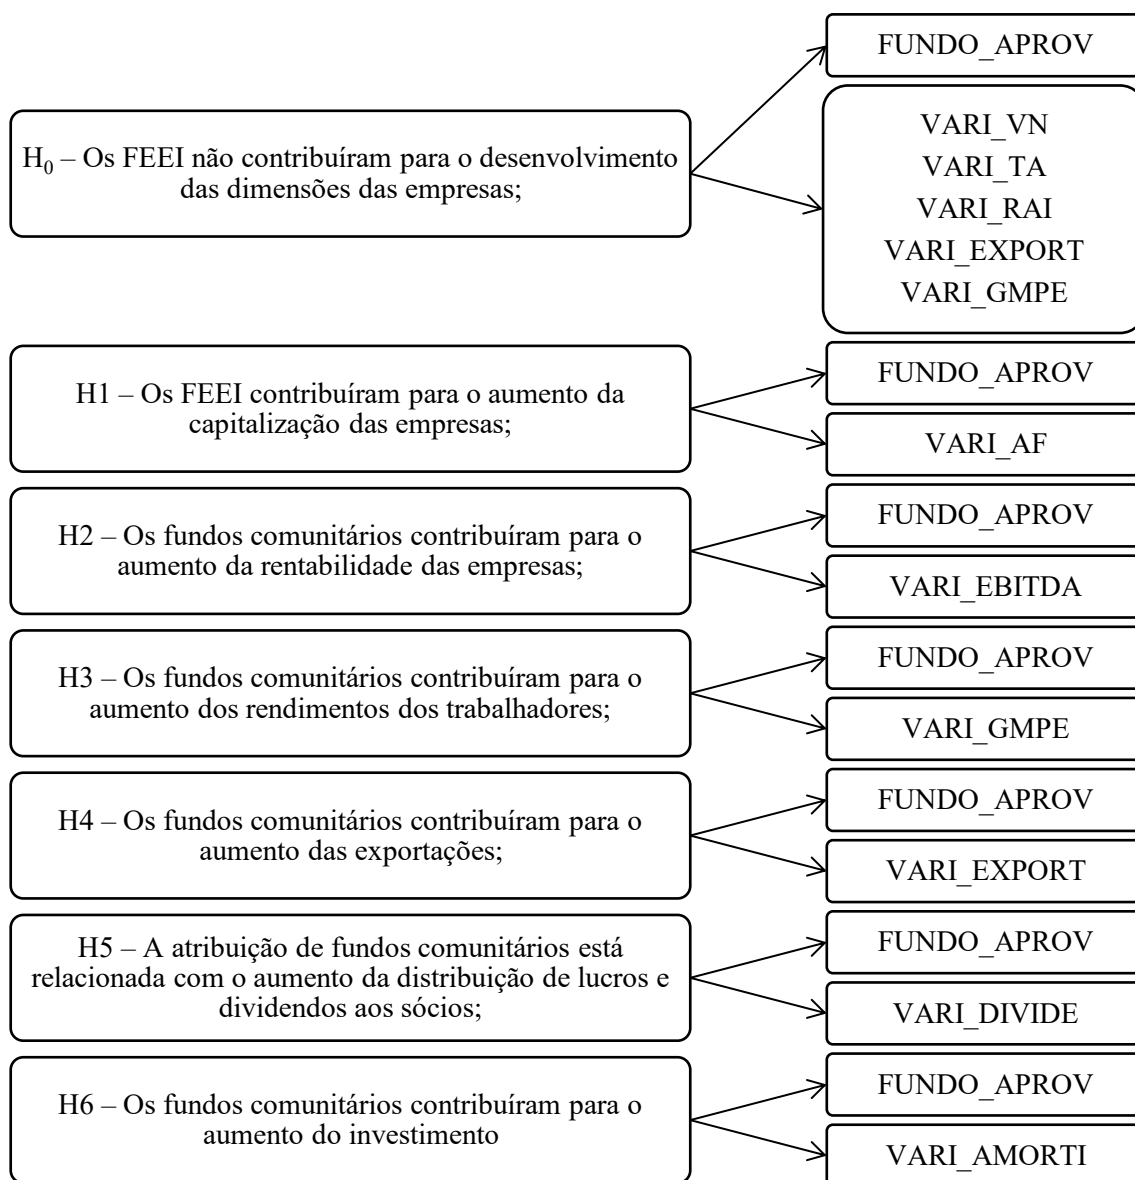 FUNDO_APROV
H₀ – Os FEEI não contribuíram para o desenvolvimento
das dimensões das empresas;
VARI_VN
VARI_TA
VARI_RAI
VARI_EXPORT
VARI_GMPE
H1 – Os FEEI contribuíram para o aumento da
capitalização das empresas;
FUNDO_APROV
VARI_AF
H2 – Os fundos comunitários contribuíram para o
aumento da rentabilidade das empresas;
FUNDO_APROV
VARI_EBITDA
H3 – Os fundos comunitários contribuíram para o
aumento dos rendimentos dos trabalhadores;
FUNDO_APROV
VARI_GMPE
H4 – Os fundos comunitários contribuíram para o
aumento das exportações;
FUNDO_APROV
VARI_EXPORT
H5 – A atribuição de fundos comunitários está
relacionada com o aumento da distribuição de lucros e
dividendos aos sócios;
FUNDO_APROV
VARI_DIVIDE
H6 – Os fundos comunitários contribuíram para o
aumento do investimento
FUNDO_APROV
VARI_AMORTI